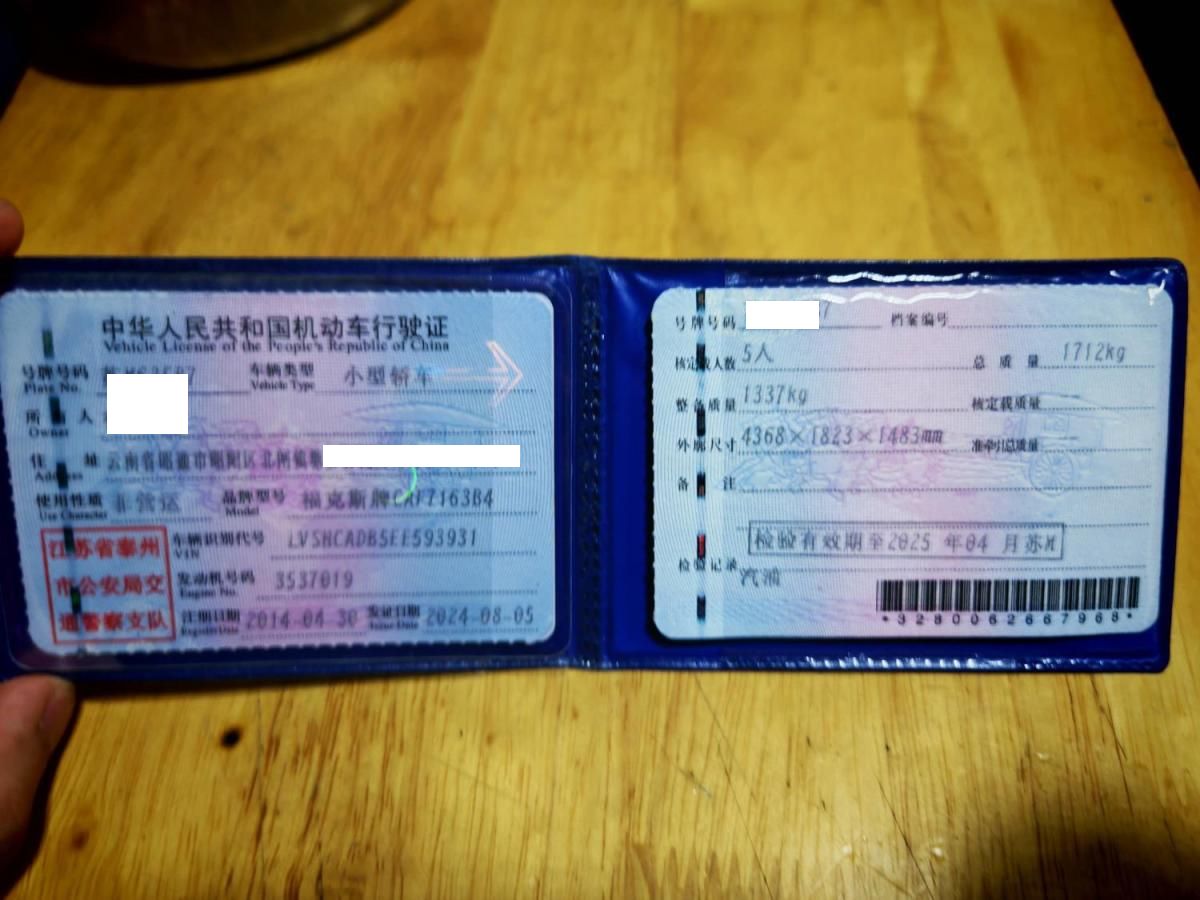 中华人民共和国机动车行驶证
Vehicle License of the People's Republic of China
号牌号码
Plate No.
车辆类型 小型轿车
Vehicle Type
所 人
Owner
住 址 云南省昭通市昭阳区北闸镇
Address
使用性质 非营运 品牌型号 福克斯牌CAF7163B4
Use Character Model
车辆识别代号 LVSHCADB5EE593931
VIN
发动机号码 3537019
Engine No.
注册日期 2014-04-30 发证日期 2024-08-05
Register Date Issue Date
江苏省泰州
市公安局交
通警察支队
号牌号码 7 档案编号
核定载人数 5人 总质量 1712kg
整备质量 1337kg 核定载质量
外廓尺寸 4368×1823×1483mm 准牵引总质量
备 注
检验有效期至2025 年04 月苏M
检验记录
汽油
*3280062667968*